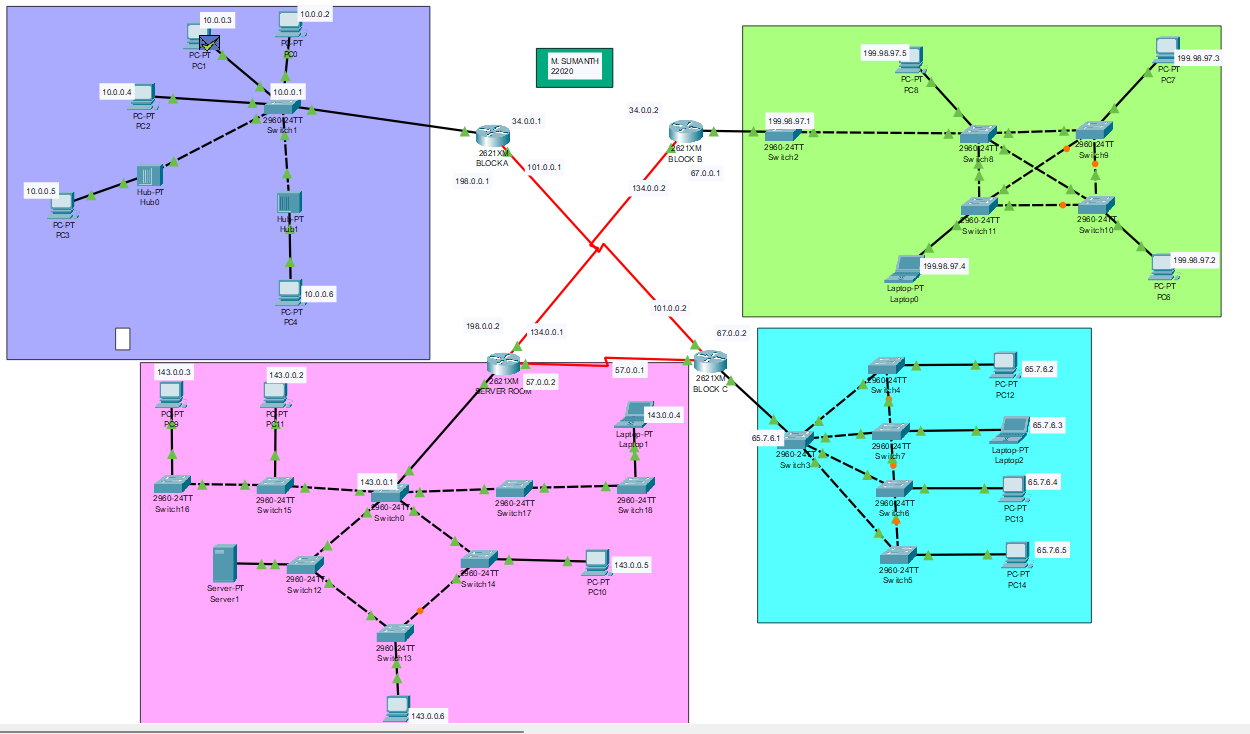 10.0.0.3
PC-PT
PC1
10.0.0.2
PC-PT
PC0
10.0.0.4
PC-PT
PC2
10.0.0.1
2960-24TT
Switch1
10.0.0.5
PC-PT
PC3
Hub-PT
Hub0
Hub-PT
Hub1
10.0.0.6
PC-PT
PC4
M. SUMANTH
22020
34.0.0.1
2621XM
BLOCK A
101.0.0.1
198.0.0.1
34.0.0.2
2621XM
BLOCK B
67.0.0.1
134.0.0.2
199.98.97.1
2960-24TT
Switch2
199.98.97.5
PC-PT
PC8
199.98.97.3
PC-PT
PC7
2960-24TT
Switch8
2960-24TT
Switch9
2960-24TT
Switch11
2960-24TT
Switch10
199.98.97.4
Laptop-PT
Laptop0
199.98.97.2
PC-PT
PC6
198.0.0.2
134.0.0.1
2621XM
SERVER ROOM
57.0.0.2
57.0.0.1
101.0.0.2
67.0.0.2
2621XM
BLOCK C
143.0.0.3
PC-PT
PC9
143.0.0.2
PC-PT
PC11
143.0.0.4
Laptop-PT
Laptop1
2960-24TT
Switch16
2960-24TT
Switch15
143.0.0.1
2960-24TT
Switch0
2960-24TT
Switch17
2960-24TT
Switch18
Server-PT
Server1
2960-24TT
Switch12
2960-24TT
Switch14
143.0.0.5
PC-PT
PC10
2960-24TT
Switch13
143.0.0.6
65.7.6.1
2960-24TT
Switch3
2960-24TT
Switch4
65.7.6.2
PC-PT
PC12
2960-24TT
Switch7
65.7.6.3
Laptop-PT
Laptop2
2960-24TT
Switch6
65.7.6.4
PC-PT
PC13
2960-24TT
Switch5
65.7.6.5
PC-PT
PC14